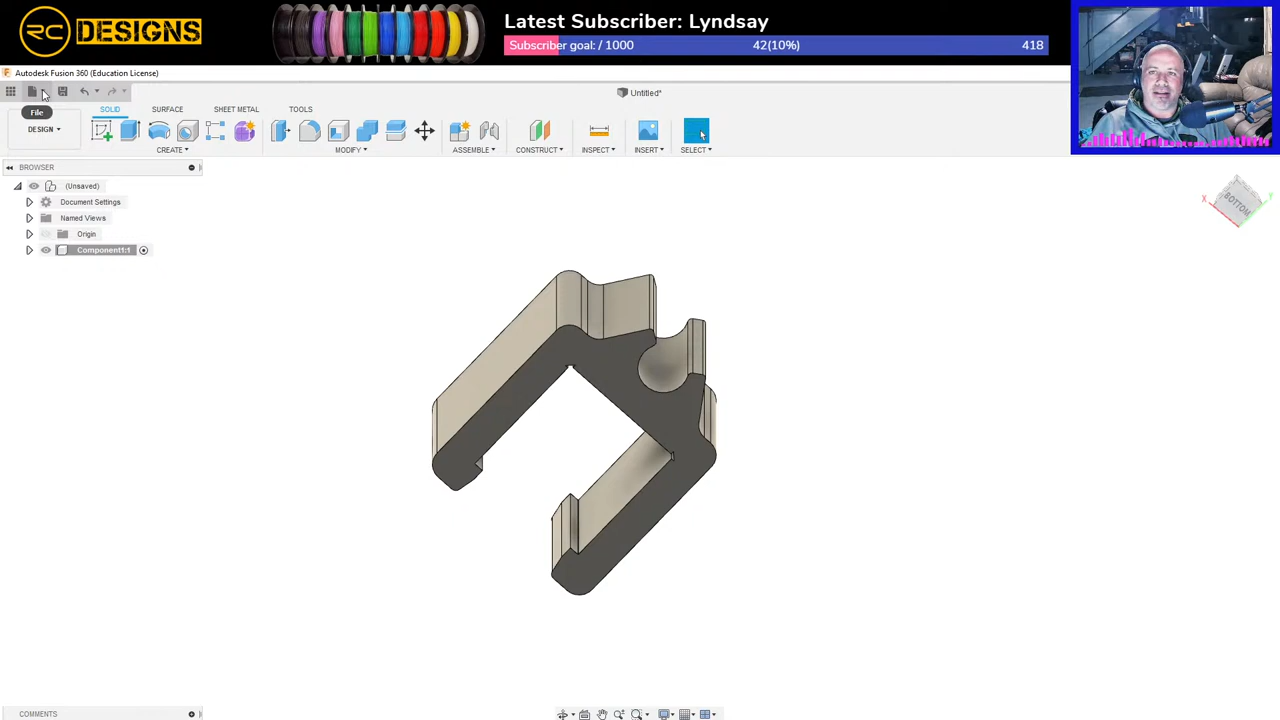 RC DESIGNS
Latest Subscriber: Lyndsay
Subscriber goal: / 1000 42(10%) 418
Autodesk Fusion 360 (Education License)
File
Untitled*
DESIGN
SOLID SURFACE SHEET METAL TOOLS
CREATE MODIFY ASSEMBLE CONSTRUCT INSPECT INSERT SELECT
BROWSER
(Unsaved)
Document Settings
Named Views
Origin
Component1:1
BOTTOM
X Y
COMMENTS